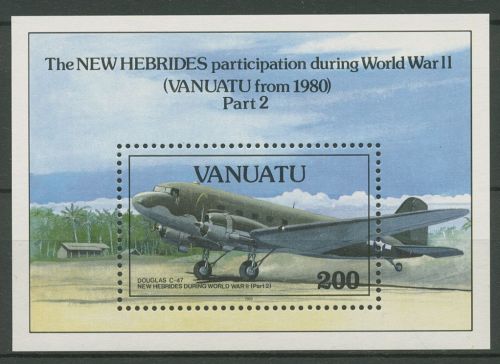 The NEW HEBRIDES participation during World War II
(VANUATU from 1980)
Part 2
VANUATU
DOUGLAS C-47
NEW HEBRIDES DURING WORLD WAR II (Part 2)
200